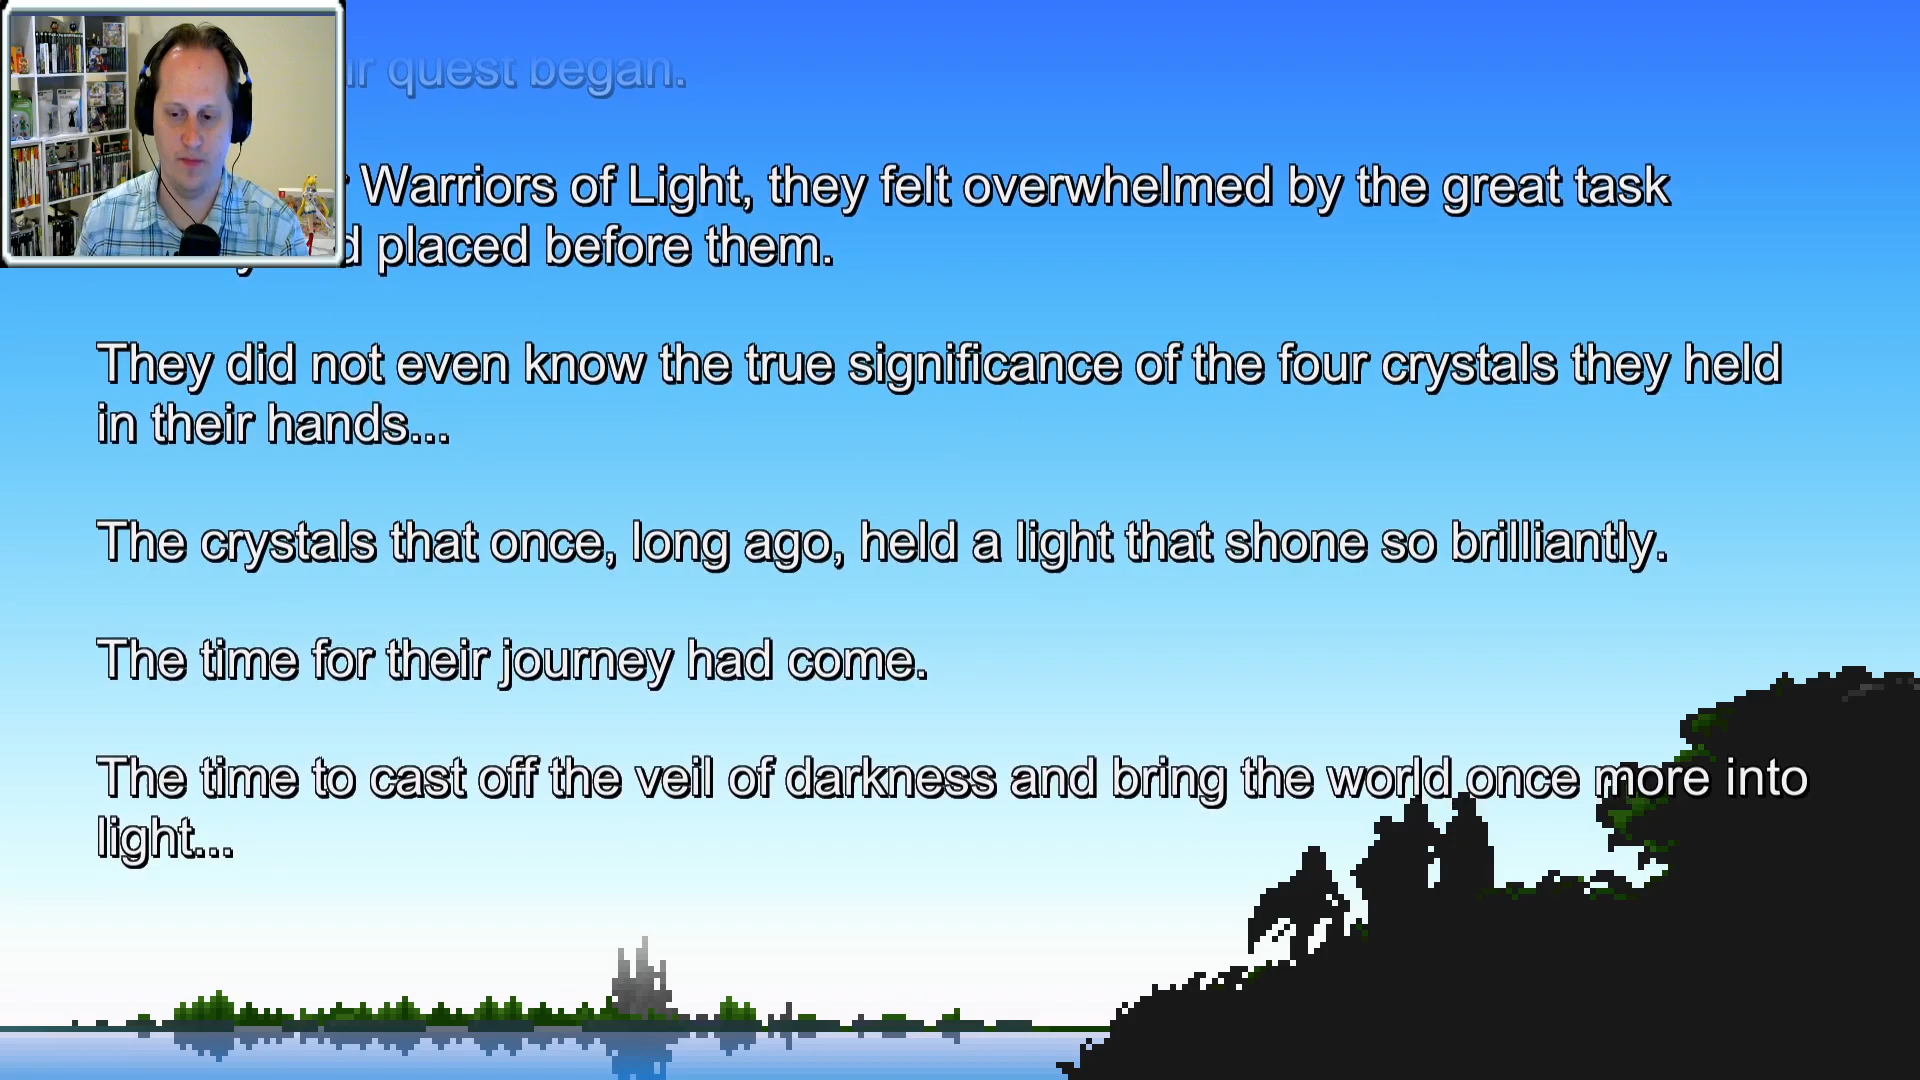 quest began.
Warriors of Light, they felt overwhelmed by the great task
placed before them.
They did not even know the true significance of the four crystals they held
in their hands...
The crystals that once, long ago, held a light that shone so brilliantly.
The time for their journey had come.
The time to cast off the veil of darkness and bring the world once more into
light...